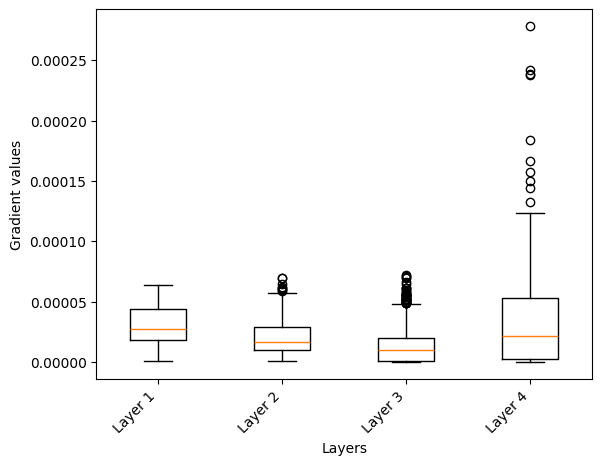 0.00025
0.00020
0.00015
0.00010
0.00005
0.00000
Gradient values
Layer 1
Layer 2
Layer 3
Layer 4
Layers